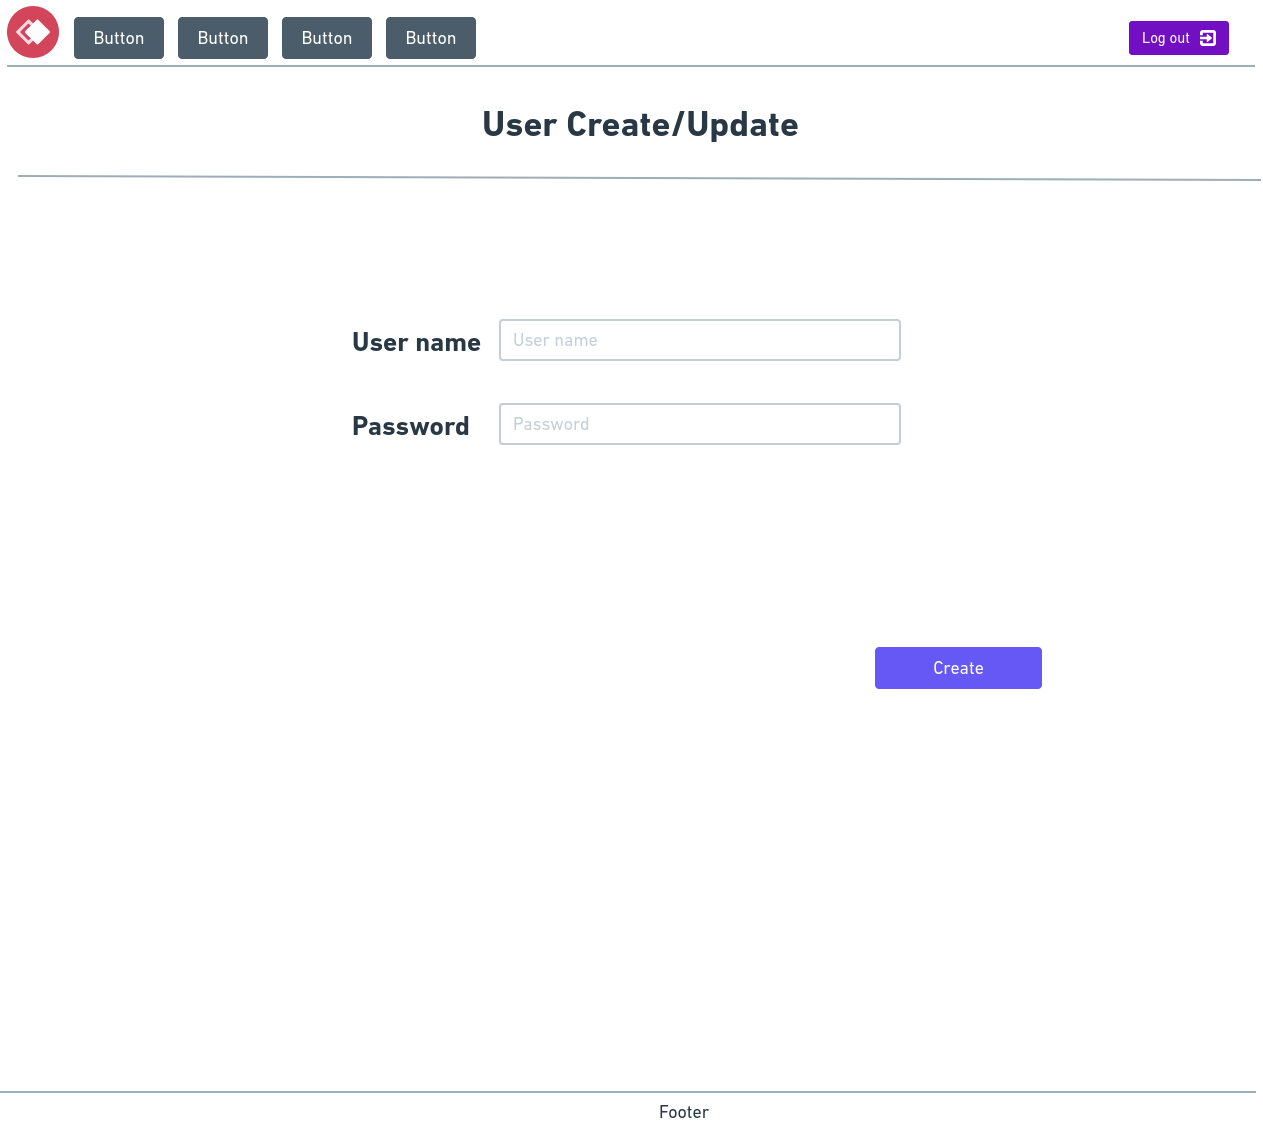 Button Button Button Button Log out
User Create/Update
User name User name
Password Password
Create
Footer